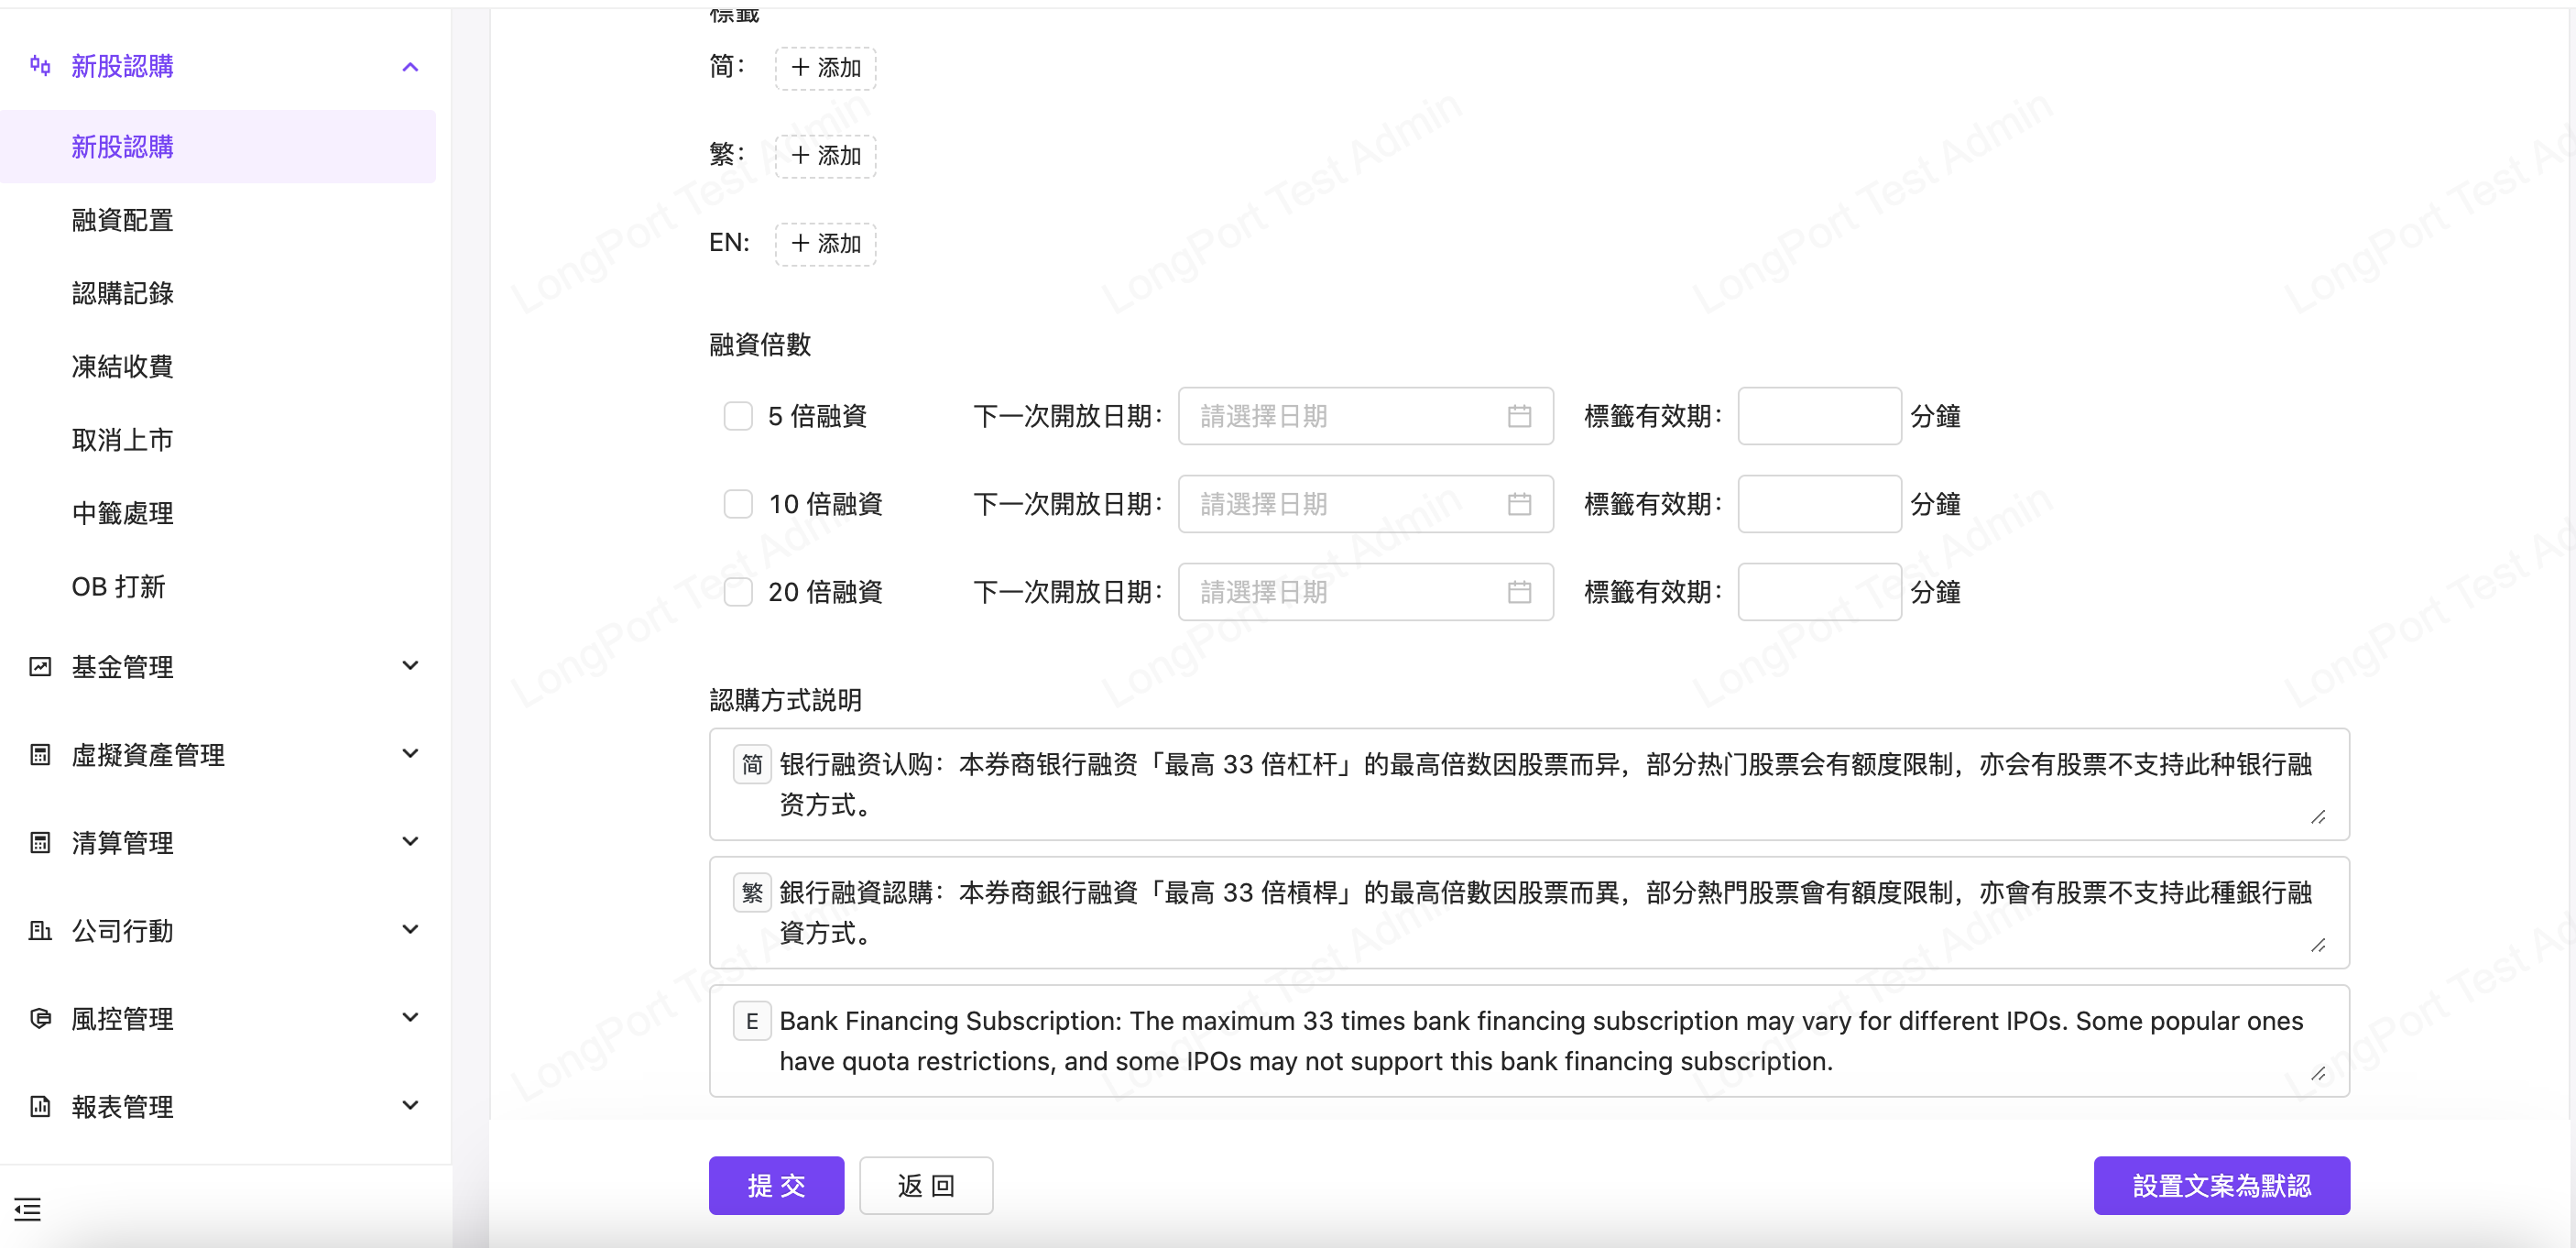 新股認購
新股認購
融資配置
認購記錄
凍結收費
取消上市
中籤處理
OB 打新
基金管理
虛擬資產管理
清算管理
公司行動
風控管理
報表管理
標籤
简： 添加
繁： 添加
EN: 添加
融資倍數
5 倍融資 下一次開放日期： 請選擇日期 標籤有效期： 分鐘
10 倍融資 下一次開放日期： 請選擇日期 標籤有效期： 分鐘
20 倍融資 下一次開放日期： 請選擇日期 標籤有效期： 分鐘
認購方式説明
简 银行融资认购：本券商银行融资「最高 33 倍杠杆」的最高倍数因股票而异，部分热门股票会有额度限制，亦会有股票不支持此种银行融
资方式。
繁 銀行融資認購：本券商銀行融資「最高 33 倍槓桿」的最高倍數因股票而異，部分熱門股票會有額度限制，亦會有股票不支持此種銀行融
資方式。
E Bank Financing Subscription: The maximum 33 times bank financing subscription may vary for different IPOs. Some popular ones
have quota restrictions, and some IPOs may not support this bank financing subscription.
提 交 返 回 設置文案為默認
LongPort Test Admin